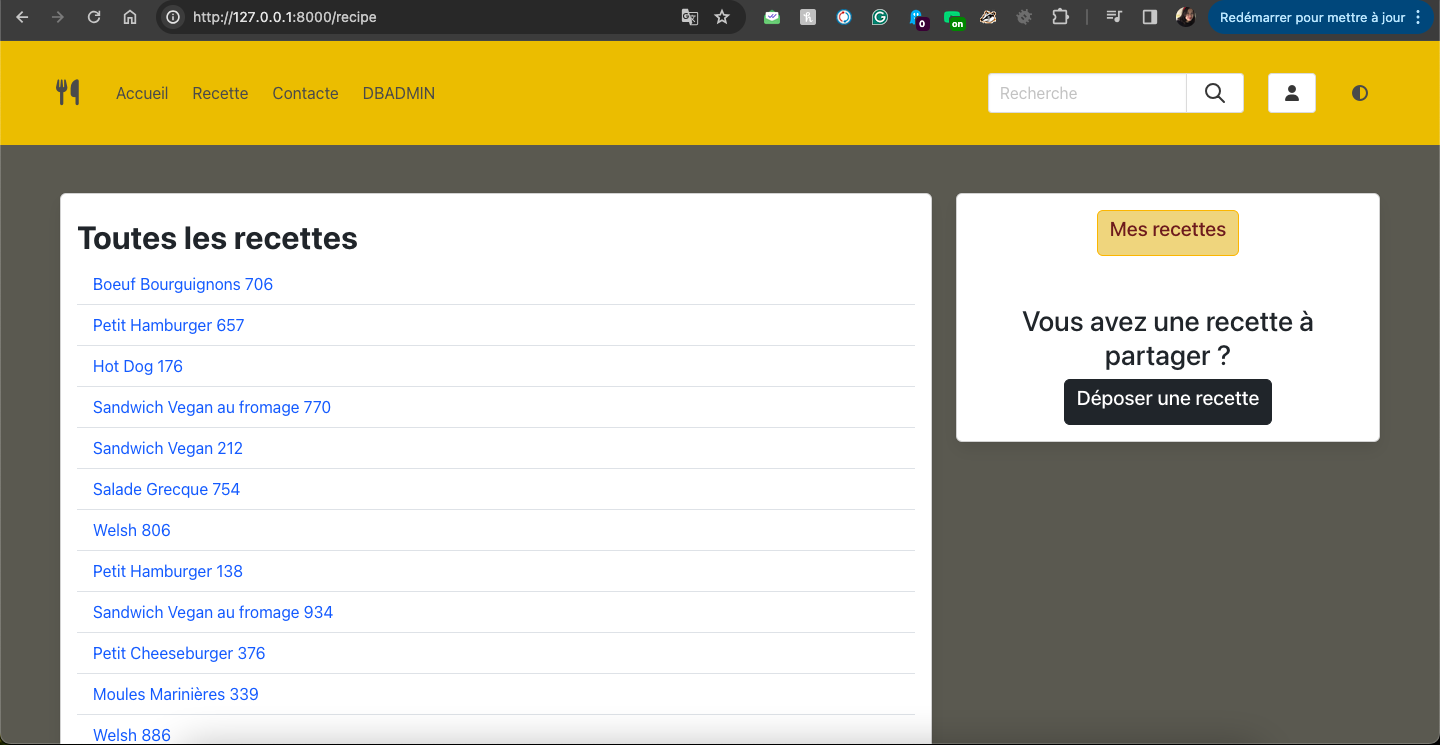 http://127.0.0.1:8000/recipe
0
on
Redémarrer pour mettre à jour
Accueil
Recette
Contacte
DBADMIN
Recherche
Toutes les recettes
Boeuf Bourguignons 706
Petit Hamburger 657
Hot Dog 176
Sandwich Vegan au fromage 770
Sandwich Vegan 212
Salade Grecque 754
Welsh 806
Petit Hamburger 138
Sandwich Vegan au fromage 934
Petit Cheeseburger 376
Moules Marinières 339
Welsh 886
Mes recettes
Vous avez une recette à
partager ?
Déposer une recette